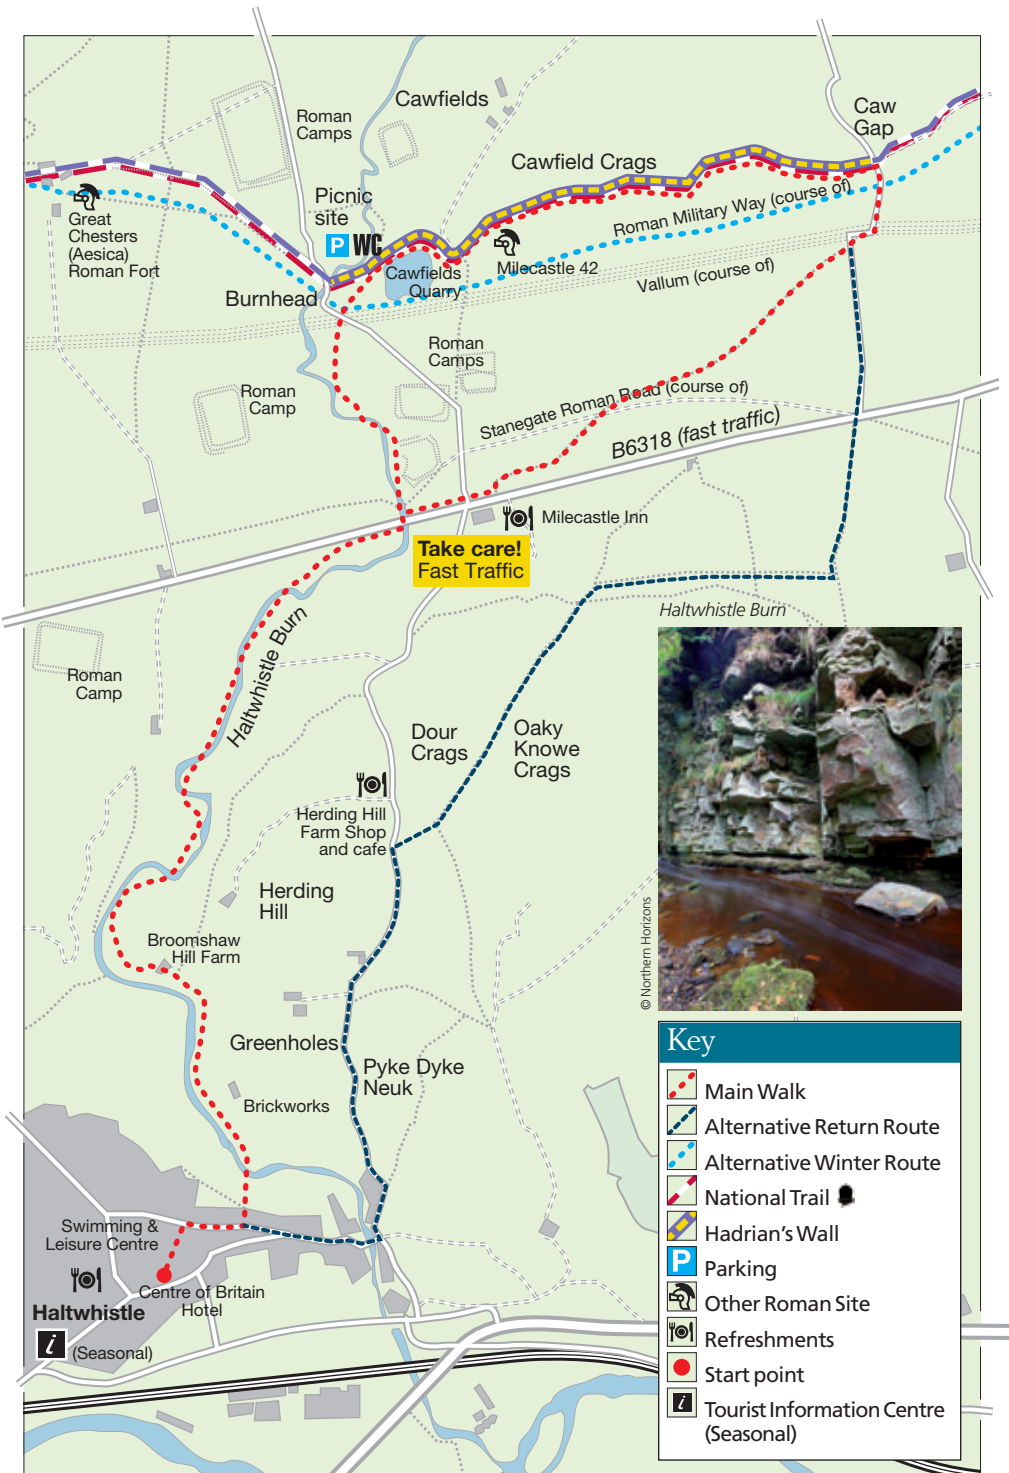 Cawfields
Roman
Camps
Caw
Gap
Cawfield Crags
Picnic
site
P WC
Great
Chesters
(Aesica)
Roman Fort
Roman Military Way (course of)
Milecastle 42
Cawfields
Quarry
Vallum (course of)
Burnhead
Roman
Camps
Roman
Camp
Stanegate Roman Road (course of)
B6318 (fast traffic)
Milecastle Inn
Take care!
Fast Traffic
Haltwhistle Burn
Haltwhistle Burn
Roman
Camp
Dour
Crags
Oaky
Knowe
Crags
Herding Hill
Farm Shop
and cafe
Herding
Hill
© Northern Horizons
Broomshaw
Hill Farm
Greenholes
Pyke Dyke
Neuk
Brickworks
Swimming &
Leisure Centre
Centre of Britain
Hotel
Haltwhistle
i (Seasonal)
Key
Main Walk
Alternative Return Route
Alternative Winter Route
National Trail
Hadrian's Wall
P Parking
Other Roman Site
Refreshments
Start point
i Tourist Information Centre
(Seasonal)